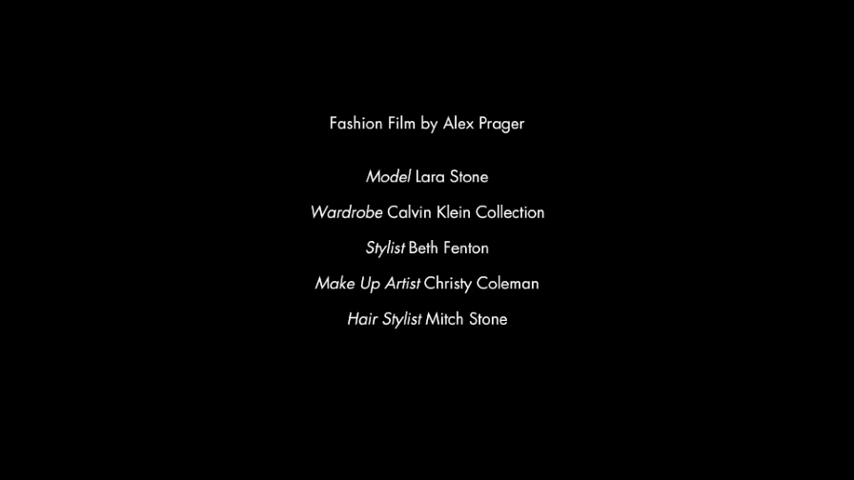 Fashion Film by Alex Prager
Model Lara Stone
Wardrobe Calvin Klein Collection
Stylist Beth Fenton
Make Up Artist Christy Coleman
Hair Stylist Mitch Stone